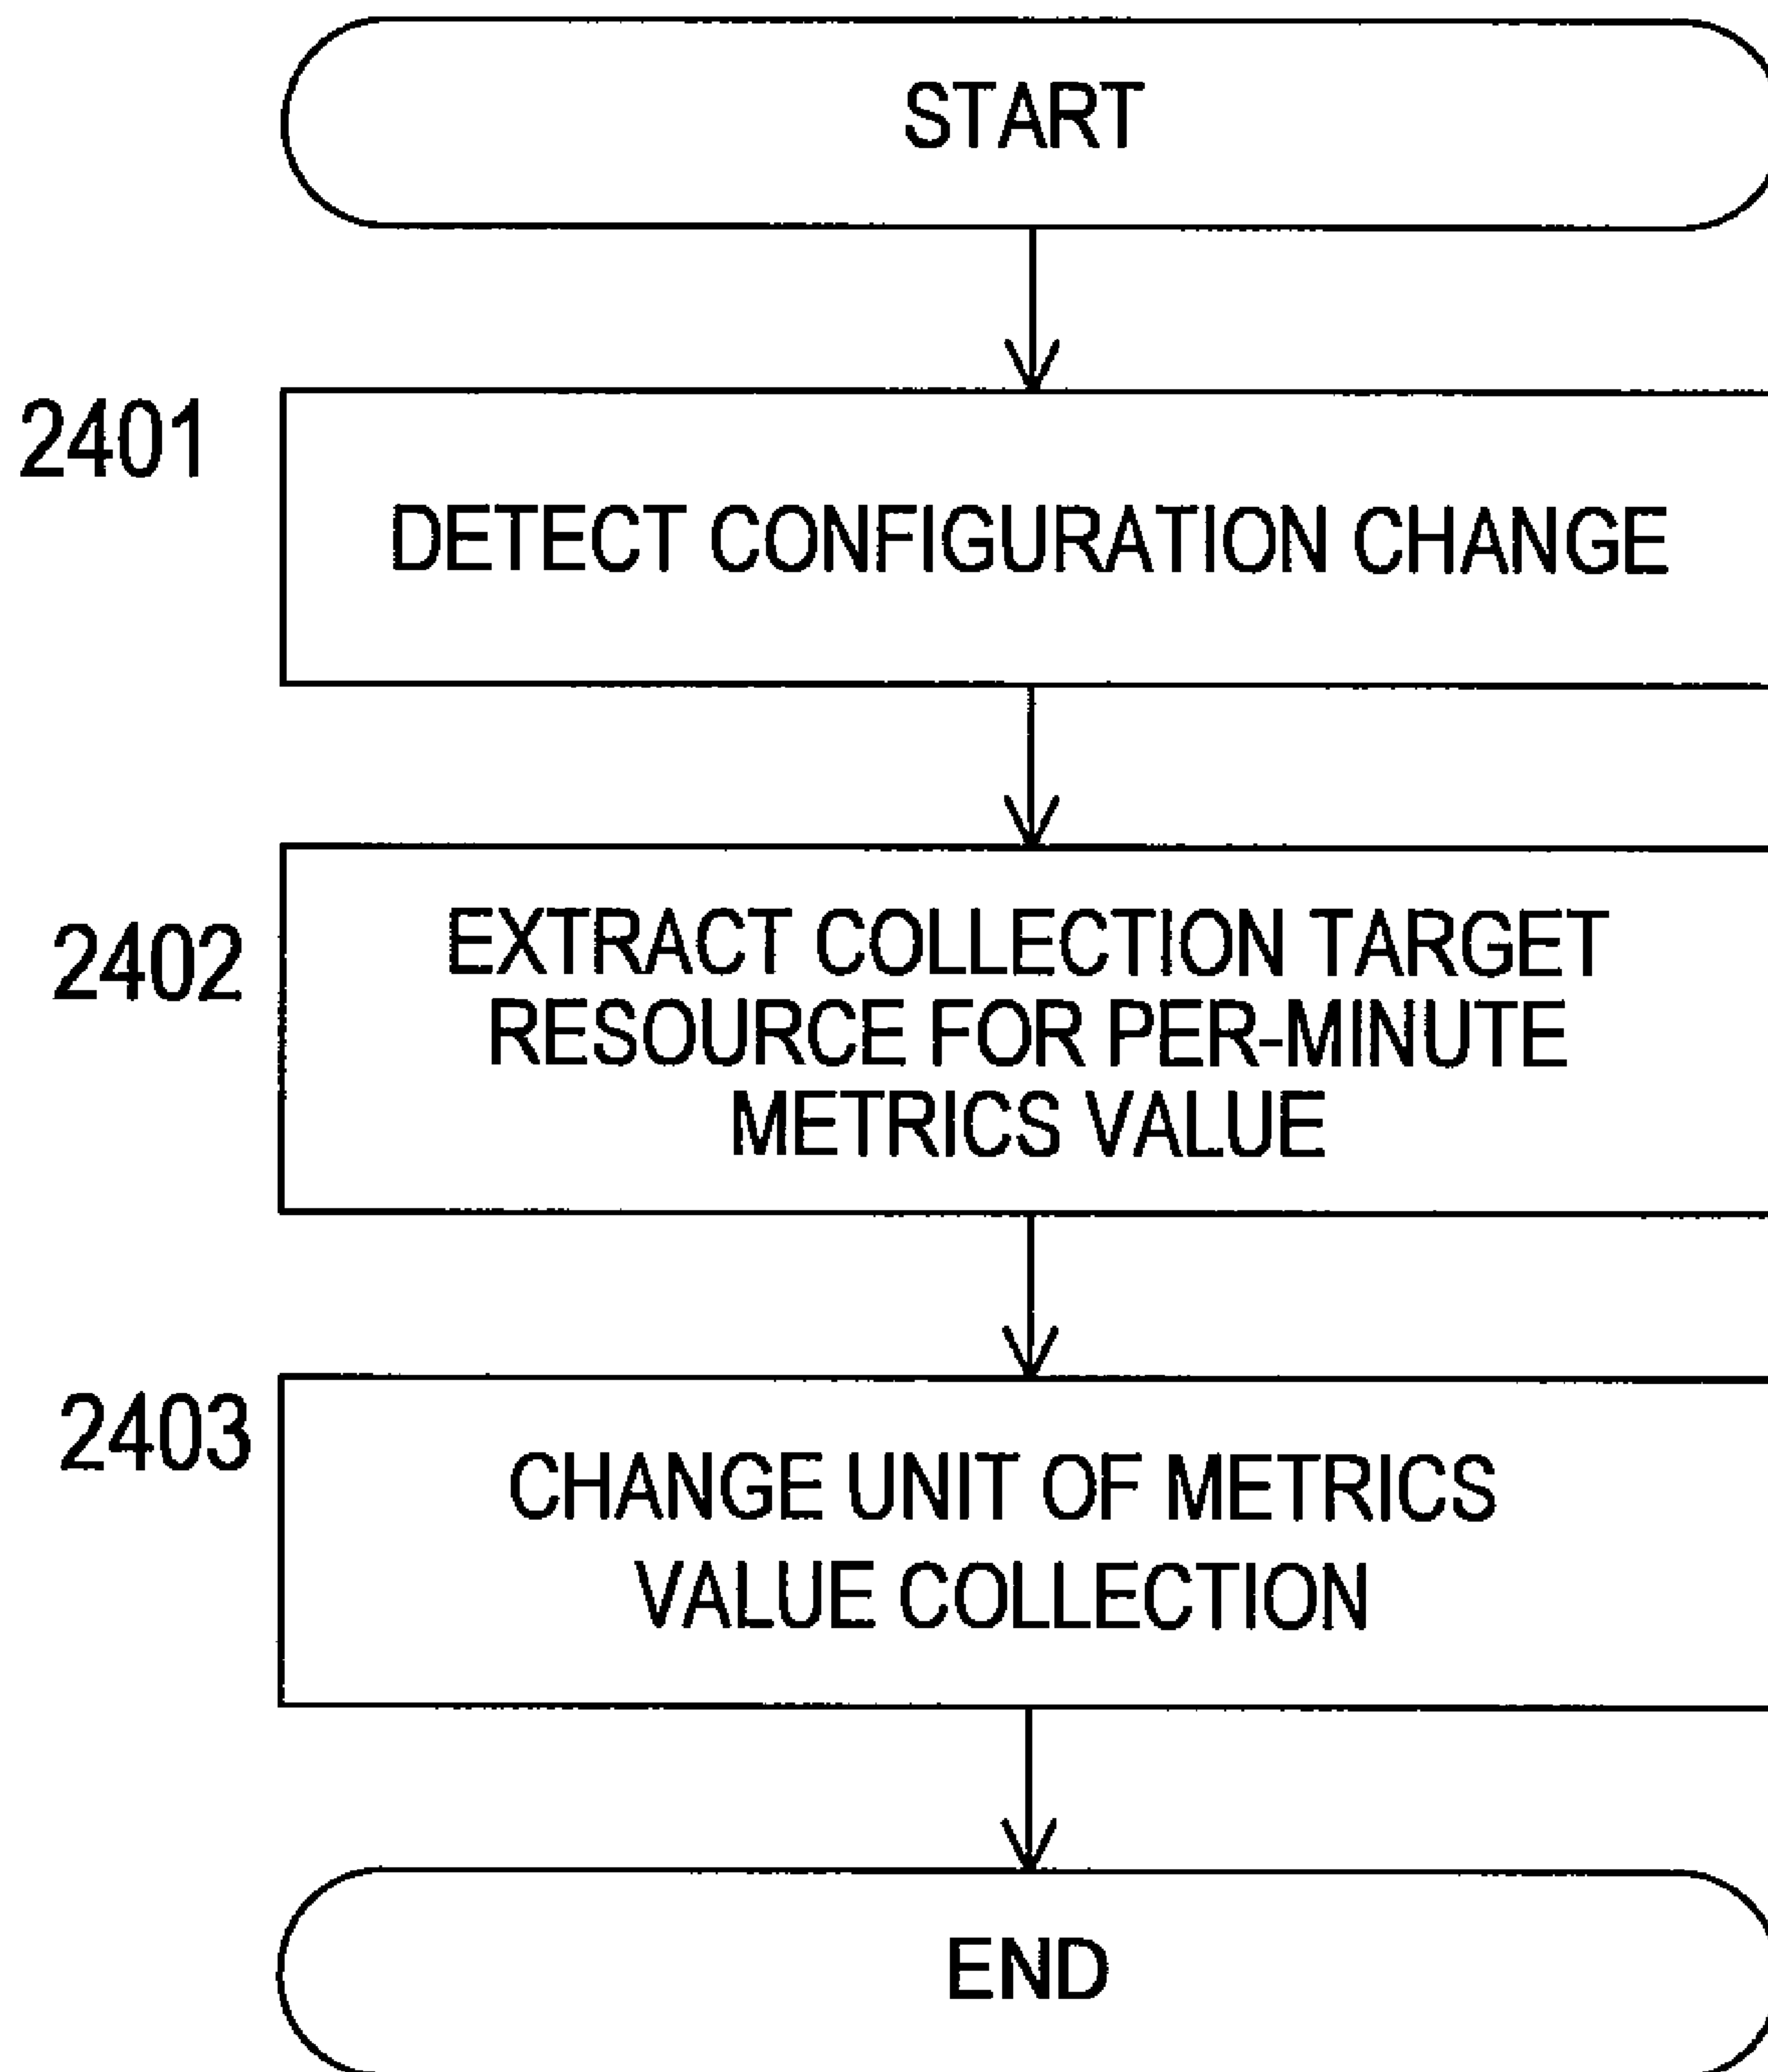 START
2401
DETECT CONFIGURATION CHANGE
2402
EXTRACT COLLECTION TARGET
RESOURCE FOR PER-MINUTE
METRICS VALUE
2403
CHANGE UNIT OF METRICS
VALUE COLLECTION
END